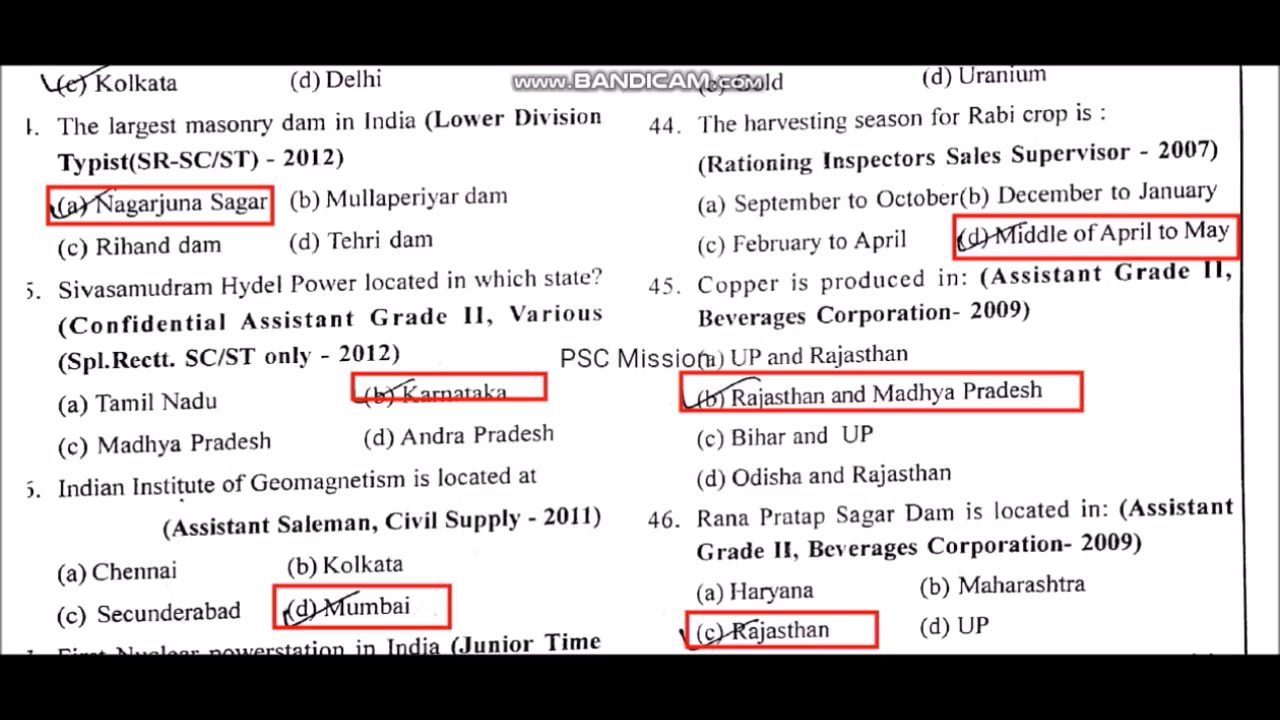 www.BANDICAM.com
(c) Kolkata (d) Delhi
The largest masonry dam in India (Lower Division
Typist(SR-SC/ST) - 2012)
(a) Nagarjuna Sagar (b) Mullaperiyar dam
(c) Rihand dam (d) Tehri dam
5. Sivasamudram Hydel Power located in which state?
(Confidential Assistant Grade II, Various
(Spl.Rectt. SC/ST only - 2012)
(a) Tamil Nadu (b) Karnataka
(c) Madhya Pradesh (d) Andra Pradesh
Indian Institute of Geomagnetism is located at
(Assistant Saleman, Civil Supply - 2011)
(a) Chennai (b) Kolkata
(c) Secunderabad (d) Mumbai
First Nuclear powerstation in India (Junior Time
PSC Mission
(c) Gold (d) Uranium
44. The harvesting season for Rabi crop is :
(Rationing Inspectors Sales Supervisor - 2007)
(a) September to October(b) December to January
(c) February to April (d) Middle of April to May
45. Copper is produced in: (Assistant Grade II,
Beverages Corporation- 2009)
(a) UP and Rajasthan
(b) Rajasthan and Madhya Pradesh
(c) Bihar and UP
(d) Odisha and Rajasthan
46. Rana Pratap Sagar Dam is located in: (Assistant
Grade II, Beverages Corporation- 2009)
(a) Haryana (b) Maharashtra
(c) Rajasthan (d) UP